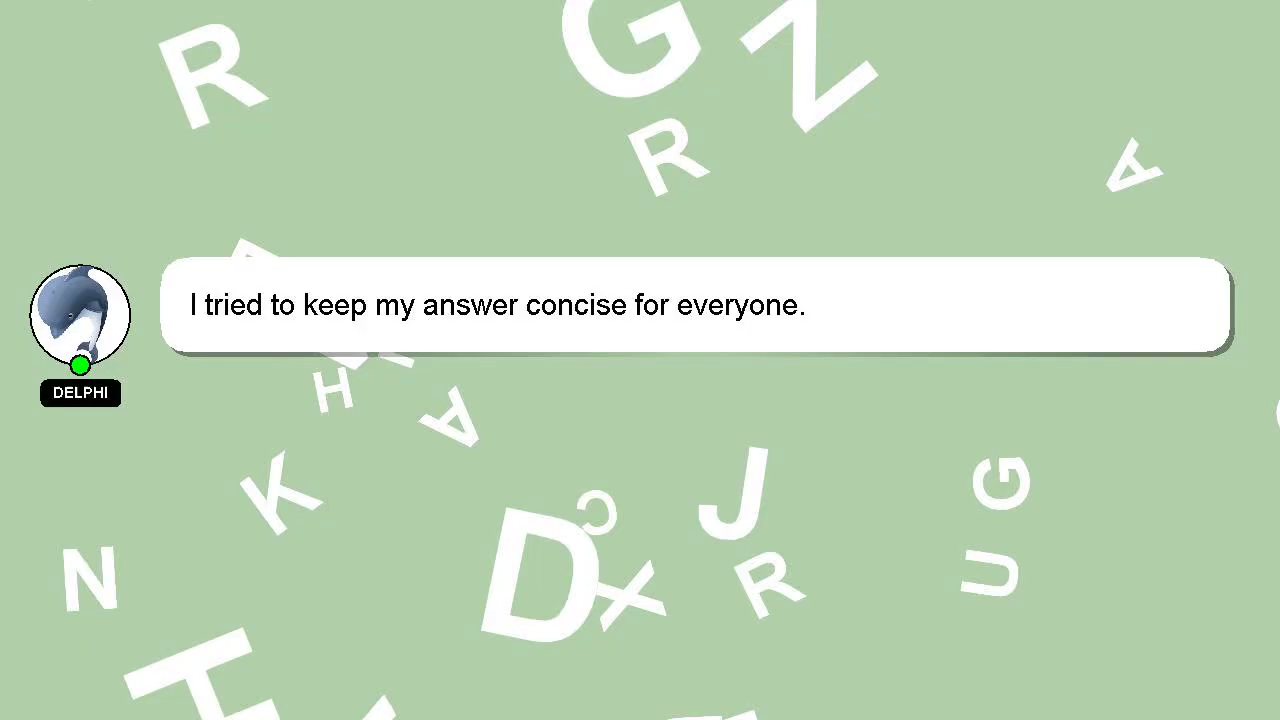 R
G
Z
R
A
I tried to keep my answer concise for everyone.
DELPHI
H
A
K
J
G
C
D
N
X
R
U